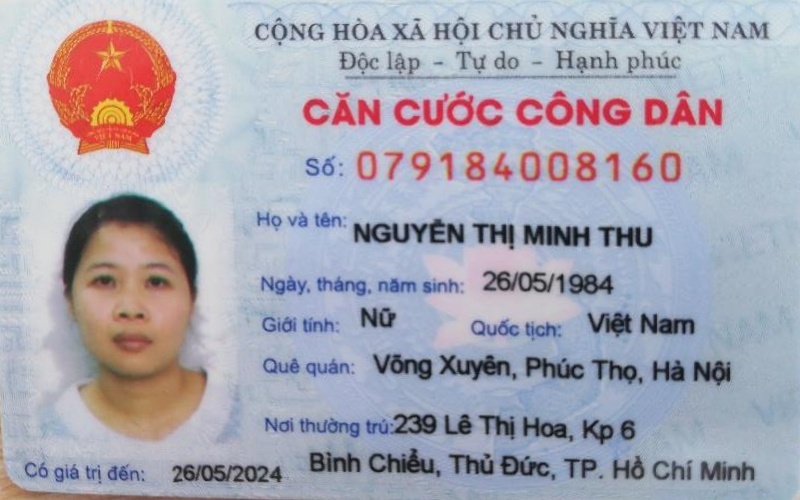 CỘNG HÒA XÃ HỘI CHỦ NGHĨA VIỆT NAM
Độc lập - Tự do - Hạnh phúc
CĂN CƯỚC CÔNG DÂN
Số: 079184008160
Họ và tên: NGUYỄN THỊ MINH THU
Ngày, tháng, năm sinh: 26/05/1984
Giới tính: Nữ Quốc tịch: Việt Nam
Quê quán: Võng Xuyên, Phúc Thọ, Hà Nội
Nơi thường trú: 239 Lê Thị Hoa, Kp 6
Bình Chiểu, Thủ Đức, TP. Hồ Chí Minh
Có giá trị đến: 26/05/2024